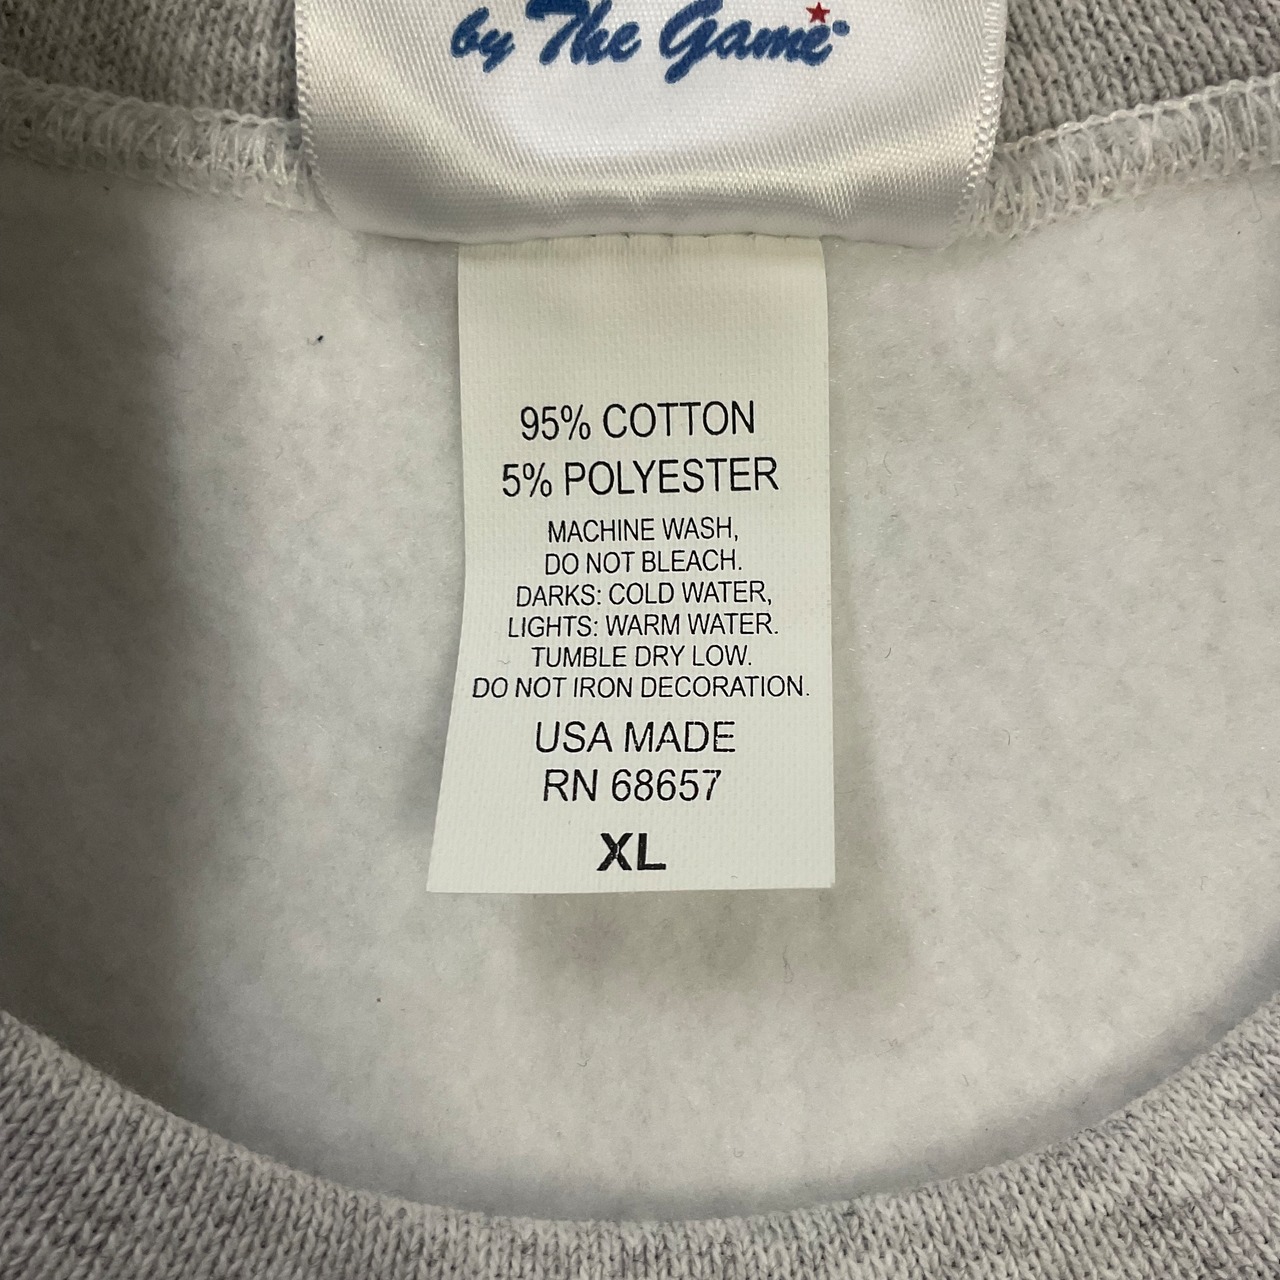 by The Game
95% COTTON
5% POLYESTER
MACHINE WASH,
DO NOT BLEACH.
DARKS: COLD WATER,
LIGHTS: WARM WATER.
TUMBLE DRY LOW.
DO NOT IRON DECORATION.
USA MADE
RN 68657
XL